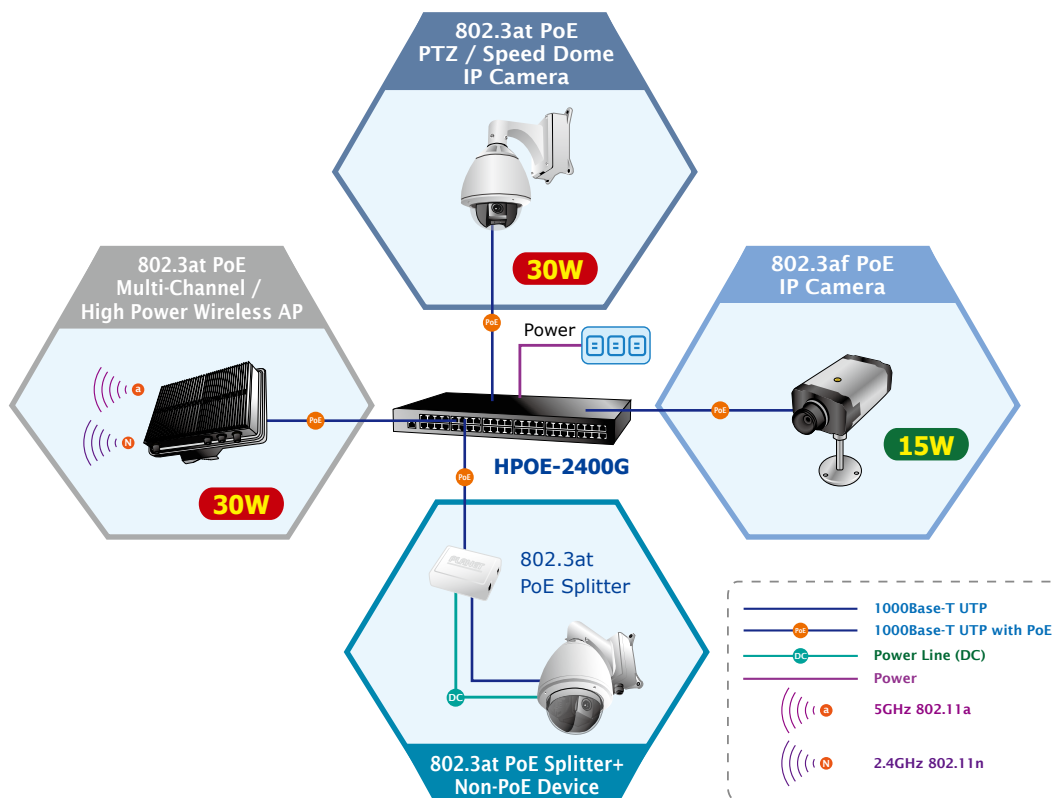 802.3at PoE
PTZ / Speed Dome
IP Camera
30W
802.3at PoE
Multi-Channel /
High Power Wireless AP
a
N
30W
802.3af PoE
IP Camera
15W
PoE
Power
PoE
PoE
HPOE-2400G
PoE
PLANET
802.3at
PoE Splitter
DC
802.3at PoE Splitter+
Non-PoE Device
1000Base-T UTP
PoE
1000Base-T UTP with PoE
DC
Power Line (DC)
Power
a
5GHz 802.11a
N
2.4GHz 802.11n